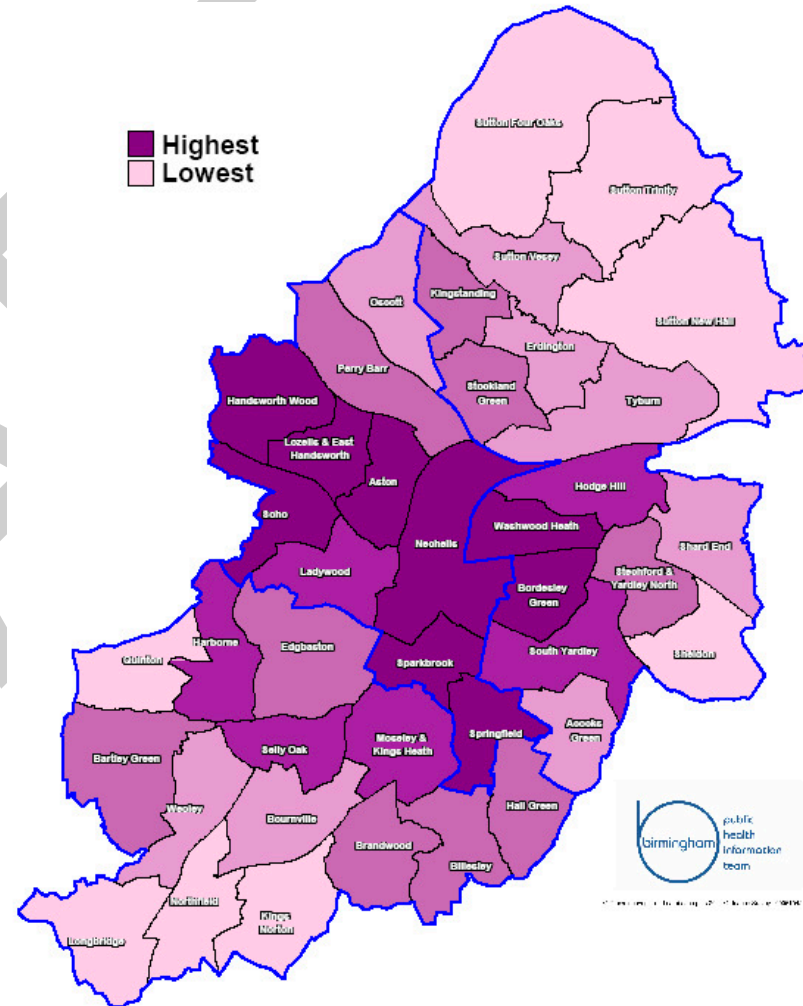 Highest
Lowest
Sutton Four Oaks
Sutton Trinity
Sutton Vesey
Sutton New Hall
Oscott
Kingstanding
Erdington
Perry Barr
Stockland
Green
Tyburn
Handsworth Wood
Lozells & East
Handsworth
Aston
Hodge Hill
Soho
Nechells
Washwood Heath
Shard End
Ladywood
Bordesley
Green
Stechford &
Yardley North
Harborne
Edgbaston
Quinton
Sparkbrook
South Yardley
Sheldon
Bartley Green
Selly Oak
Moseley &
Kings Heath
Springfield
Acocks
Green
Weoley
Bournville
Hall Green
Brandwood
Billesley
Northfield
Kings
Norton
Longbridge
birmingham
public
health
information
team